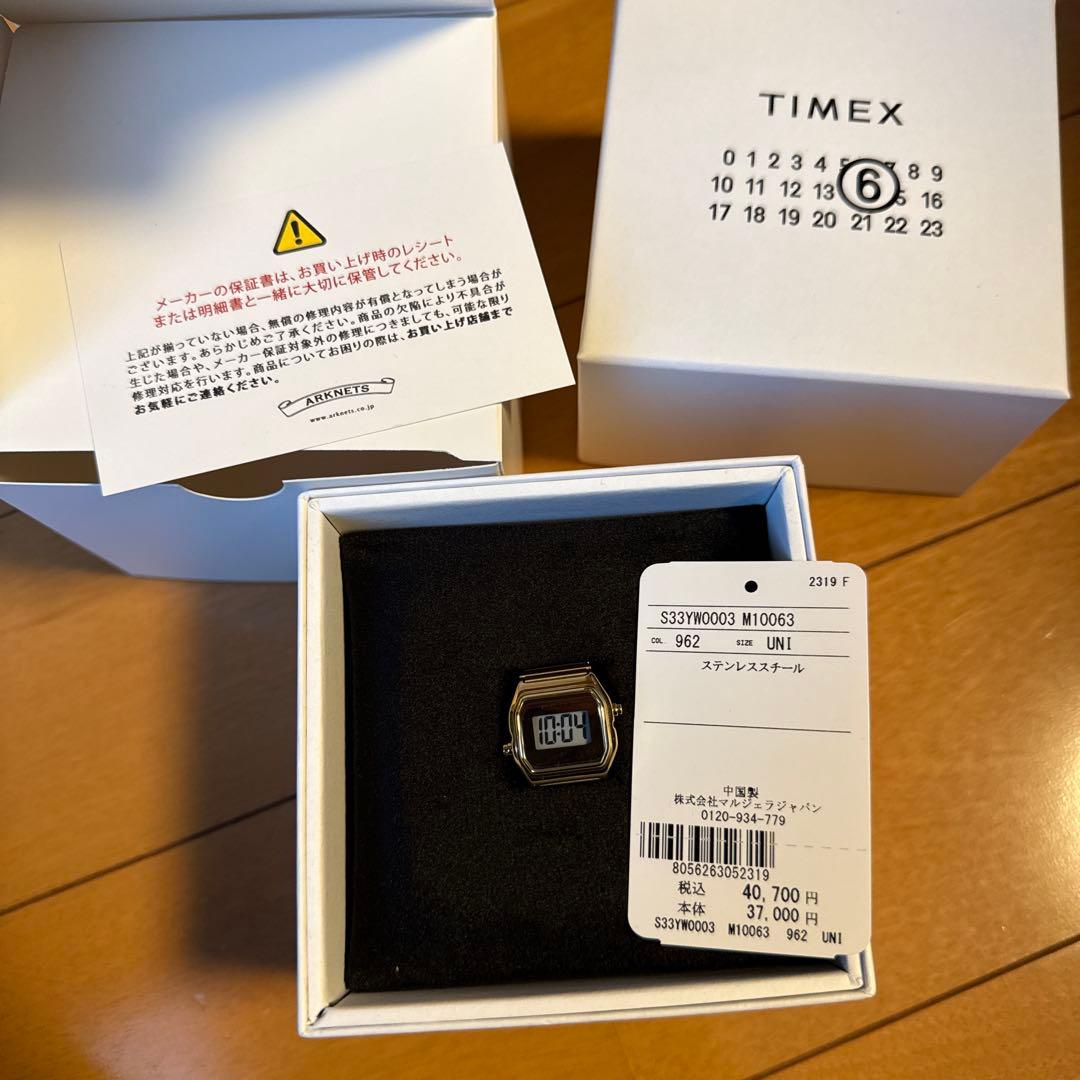 メーカーの保証書は、お買い上げ時のレシート
または明細書と一緒に大切に保管してください。
上記が揃っていない場合、無償の修理内容が有償となってしまう場合が
ございます。あらかじめご了承ください。商品の欠陥により不具合が
生じた場合や、メーカー保証対象外の修理につきましても、可能な限り
修理対応を行います。商品についてお困りの際は、お買い上げ店舗まで
お気軽にご連絡ください。
ARKNETS
www.arknets.co.jp
TIMEX
0 1 2 3 4 5 6 7 8 9
10 11 12 13 5 16
17 18 19 20 21 22 23
10:04
2319 F
S33YW0003 M10063
COL. 962 SIZE UNI
ステンレススチール
中国製
株式会社マルジェラジャパン
0120-934-779
8056263052319
税込 40,700 円
本体 37,000 円
S33YW0003 M10063 962 UNI